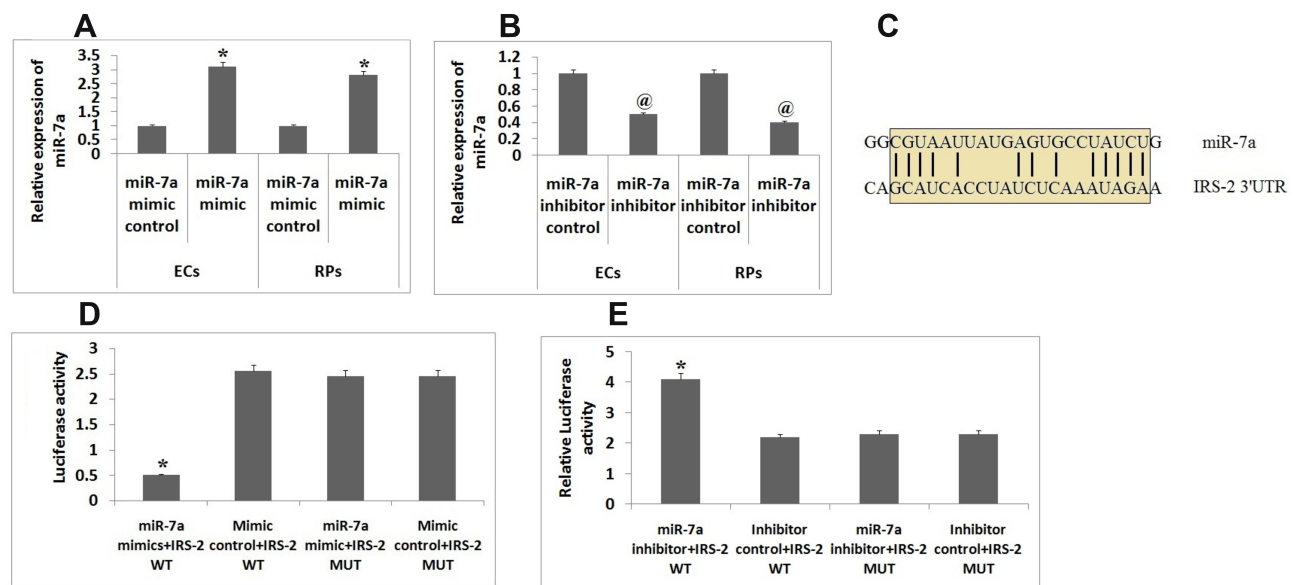 A
Relative expression of
miR-7a
3.5
3
2.5
2
1.5
1
0.5
0
*
*
miR-7a
mimic
control
miR-7a
mimic
miR-7a
mimic
control
miR-7a
mimic
ECs
RPs
B
Relative expression of
miR-7a
1.2
1
0.8
0.6
0.4
0.2
0
@
@
miR-7a
inhibitor
control
miR-7a
inhibitor
miR-7a
inhibitor
control
miR-7a
inhibitor
ECs
RPs
C
GGCGUAAUUAUGAGUGCCUAUCUG miR-7a
CAGCAUCACCUAUCUCAAAUAGAA IRS-2 3'UTR
D
Luciferase activity
3
2.5
2
1.5
1
0.5
0
*
miR-7a
mimics+IRS-2
WT
Mimic
control+IRS-2
WT
miR-7a
mimic+IRS-2
MUT
Mimic
control+IRS-2
MUT
E
Relative Luciferase
activity
5
4
3
2
1
0
*
miR-7a
inhibitor+IRS-2
WT
Inhibitor
control+IRS-2
WT
miR-7a
inhibitor+IRS-2
MUT
Inhibitor
control+IRS-2
MUT